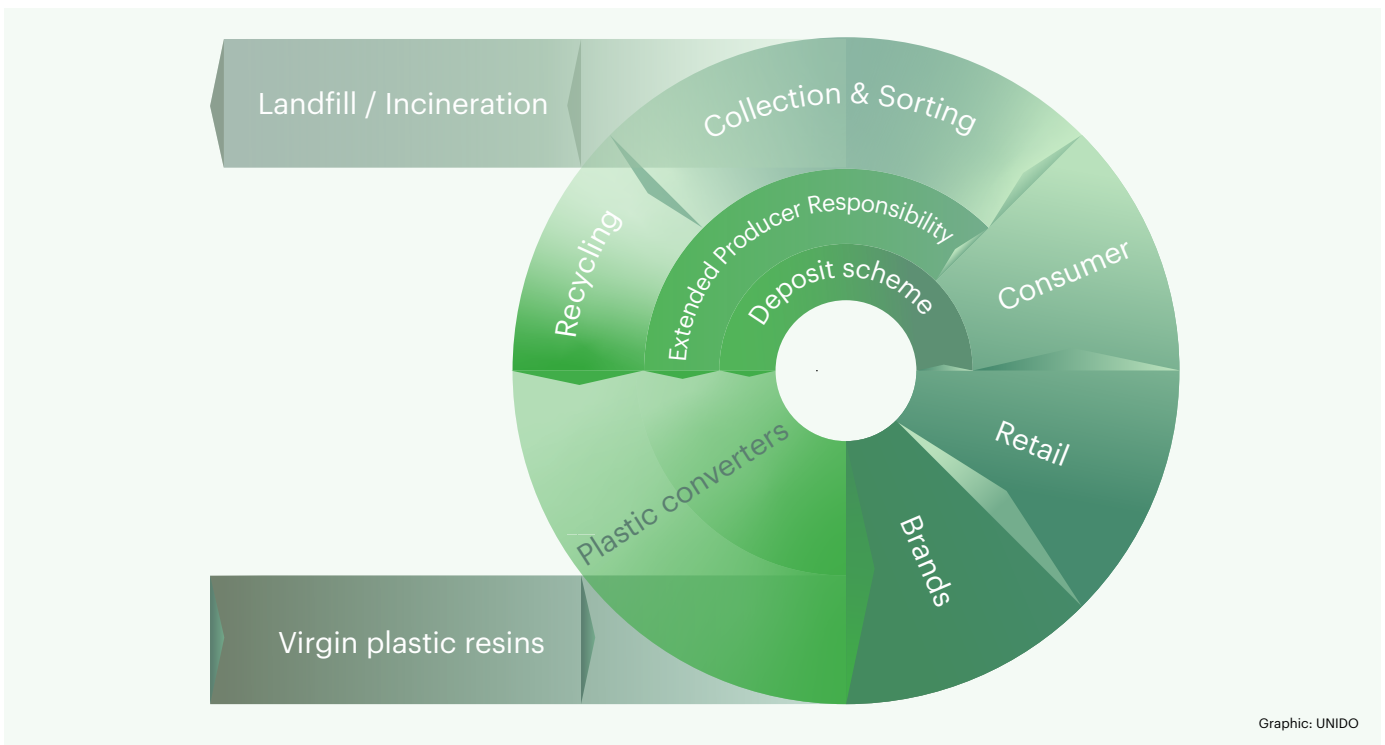 Landfill / Incineration
Collection & Sorting
Recycling
Extended Producer Responsibility
Deposit scheme
Consumer
Retail
Plastic converters
Brands
Virgin plastic resins
Graphic: UNIDO